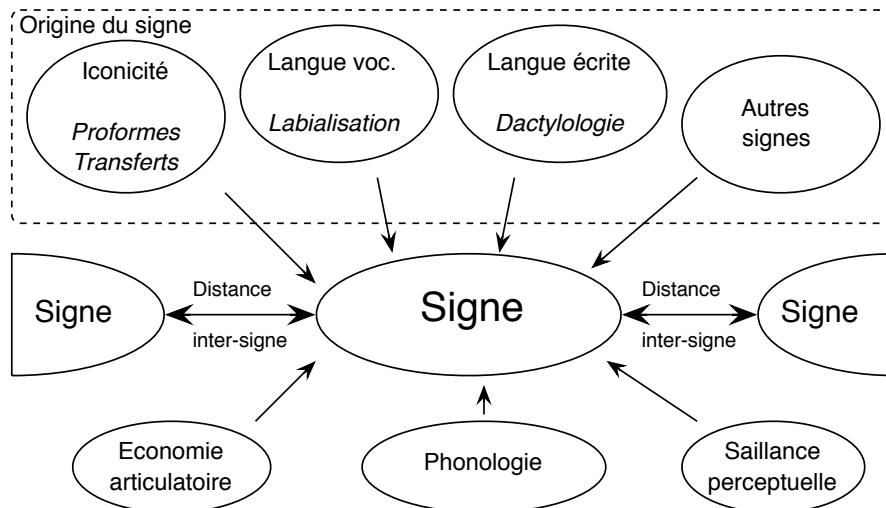 Origine du signe
Iconicité
Proformes
Transferts
Langue voc.
Labialisation
Langue écrite
Dactylologie
Autres
signes
Signe
Distance
inter-signe
Signe
Distance
inter-signe
Signe
Economie
articulatoire
Phonologie
Saillance
perceptuelle